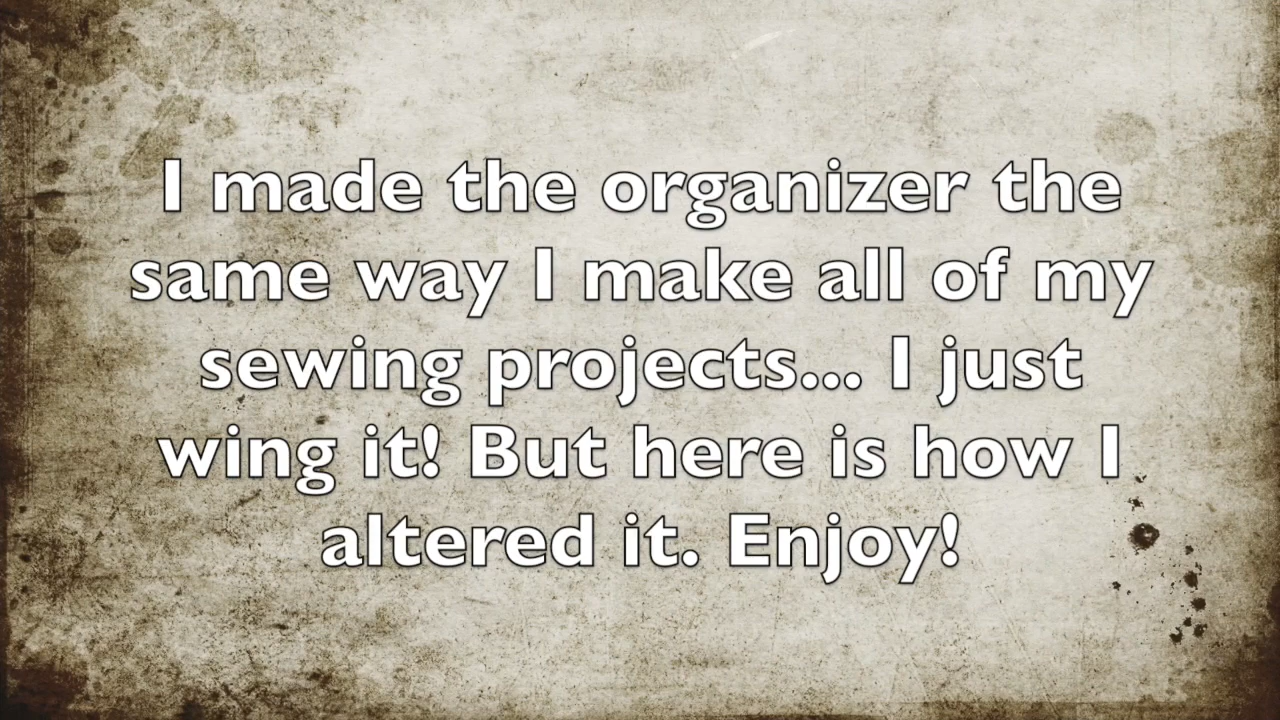 I made the organizer the
same way I make all of my
sewing projects... I just
wing it! But here is how I
altered it. Enjoy!